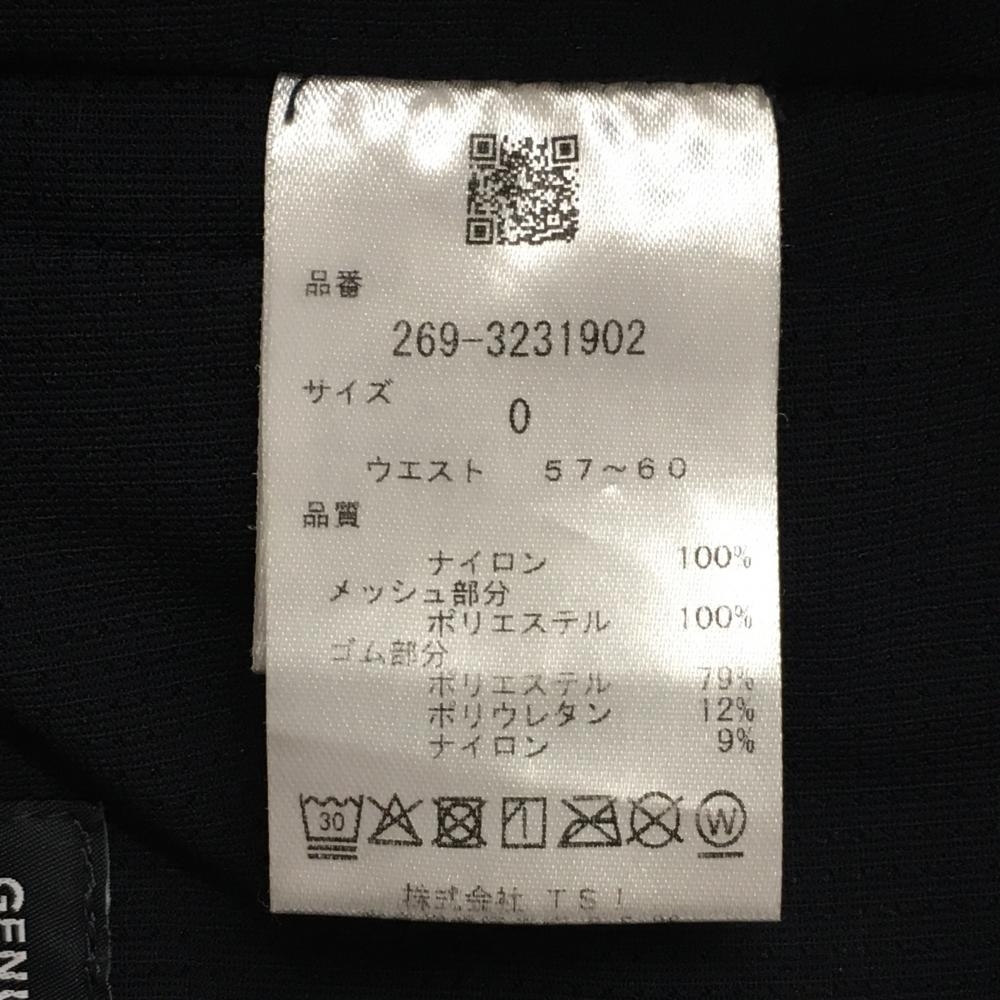 品番
269-3231902
サイズ
0
ウエスト 57～60
品質
ナイロン 100%
メッシュ部分
ポリエステル 100%
ゴム部分
ポリエステル 79%
ポリウレタン 12%
ナイロン 9%
30
W
株式会社 TSI